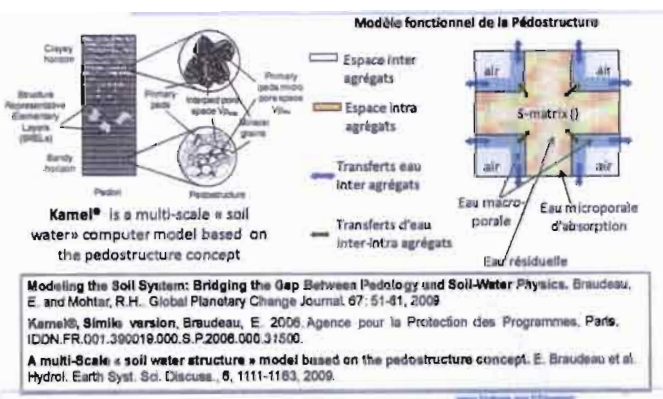 Modèle fonctionnel de la Pédostructure
Clayey
horizon
Structure
Representative
Elementary
Layers
(SRELs)
Sandy
horizon
Pedon
Primary
peds
Interped pore
space Vp
Primary
peds micro
pore space
Mineral
grains
Pedostructure
Kamel® is a multi-scale « soil
water» computer model based on
the pedostructure concept
Espace inter
agrégats
Espace intra
agrégats
Transferts eau
inter agrégats
Transferts d'eau
inter-intra agrégats
air
air
S-matrix()
air
air
Eau macro-
porale
Eau microporale
d'absorption
Eau résiduelle
Modeling the Soil System: Bridging the Gap Between Pedology and Soil-Water Physics. Braudeau,
E. and Mohtar, R.H. Global Planetary Change Journal. 67: 51-61, 2009
Kamel®, Simile version, Braudeau, E. 2006. Agence pour la Protection des Programmes, Paris,
IDDN.FR.001.390019.000.S.P.2006.000.31500.
A multi-Scale « soil water structure » model based on the pedostructure concept. E. Braudeau et al.
Hydrol. Earth Syst. Sci. Discuss., 6, 1111-1163, 2009.